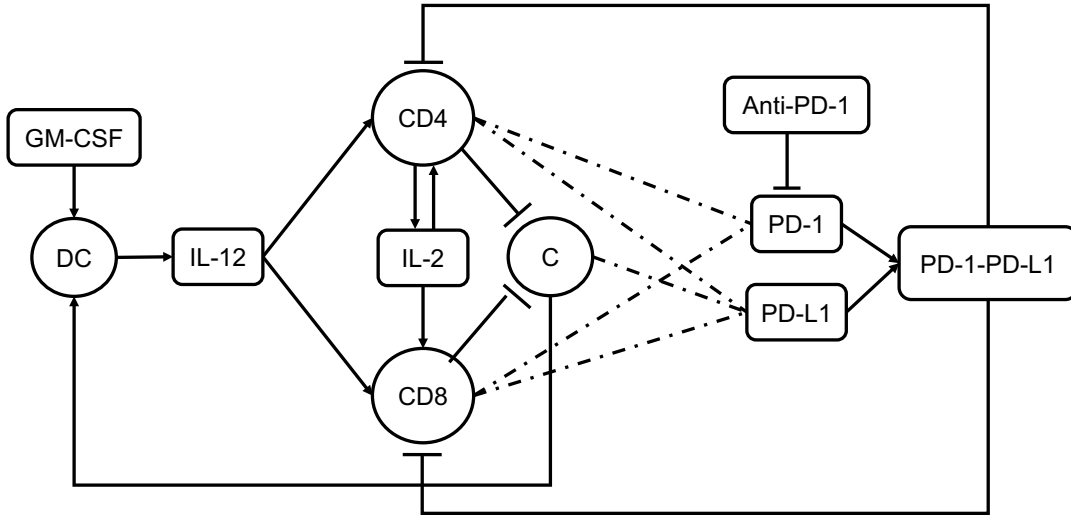 CD4
Anti-PD-1
GM-CSF
DC
IL-12
IL-2
C
PD-1
PD-L1
PD-1-PD-L1
CD8